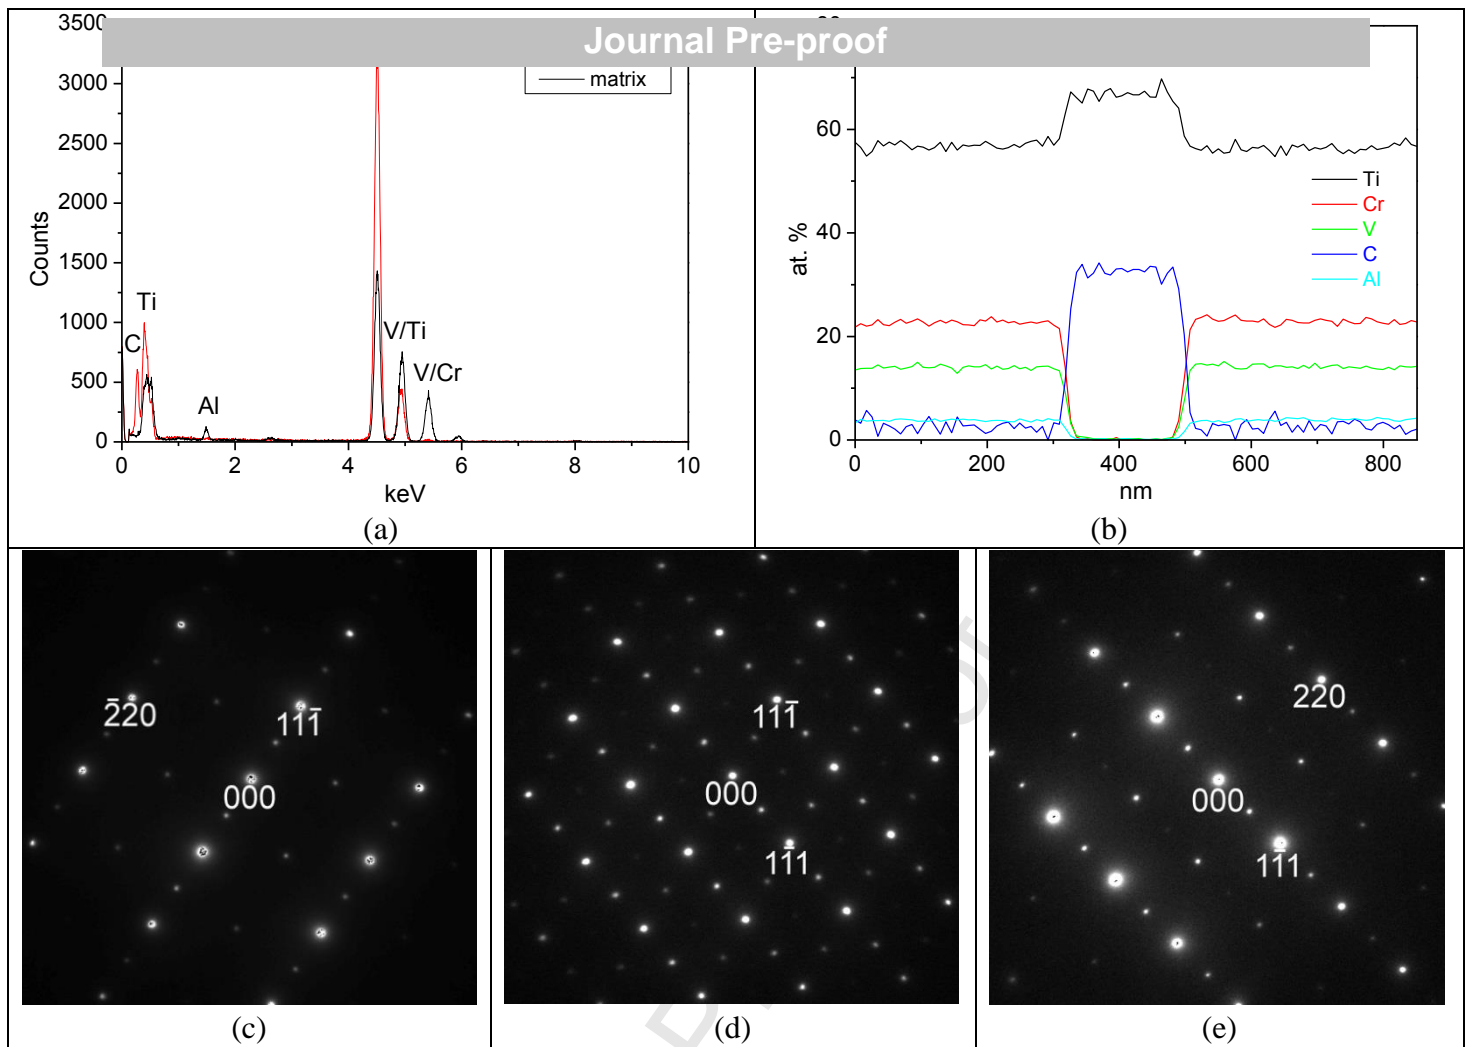 Journal Pre-proof
3500
3000
2500
2000
1500
1000
500
0
Counts
matrix
C
Ti
Al
V/Ti
V/Cr
0 2 4 6 8 10
keV
(a)
60
40
20
0
at. %
Ti
Cr
V
C
Al
0 200 400 600 800
nm
(b)
2̄20
111̄
000
(c)
111̄
000
11̄1
(d)
220
000
11̄1
(e)